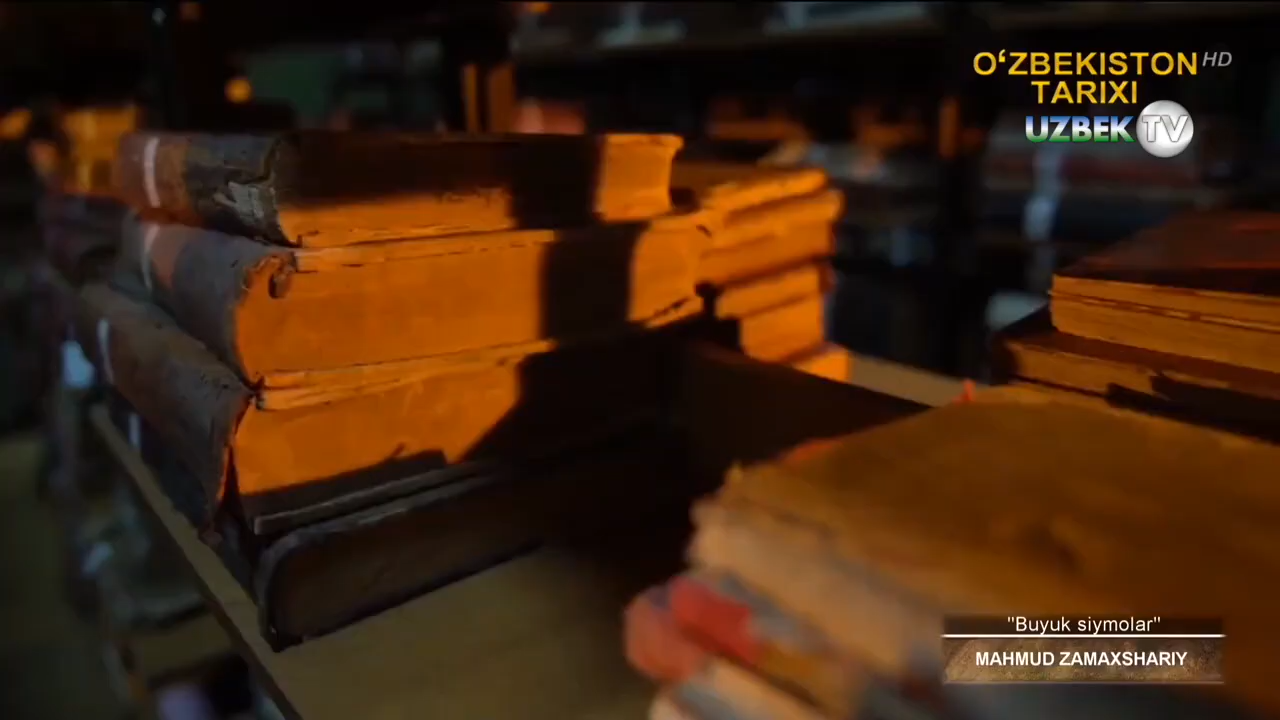 O‘ZBEKISTON HD
TARIXI
UZBEK TV
"Buyuk siymolar"
MAHMUD ZAMAXSHARIY